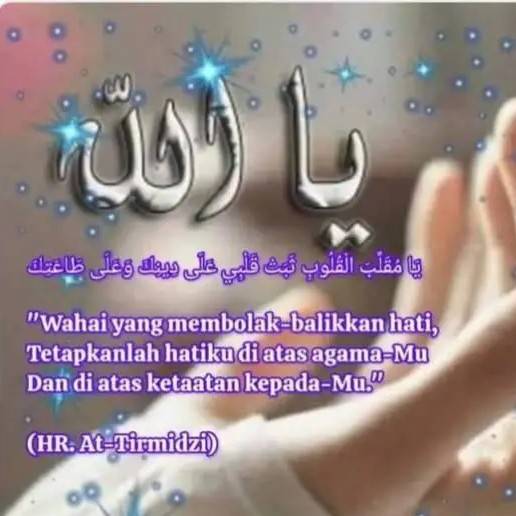 يا الله
يَا مُقَلِّبَ الْقُلُوبِ ثَبِّتْ قَلْبِي عَلَى دِينِكَ وَعَلَى طَاعَتِكَ
"Wahai yang membolak-balikkan hati,
Tetapkanlah hatiku di atas agama-Mu
Dan di atas ketaatan kepada-Mu."
(HR. At-Tirmidzi)